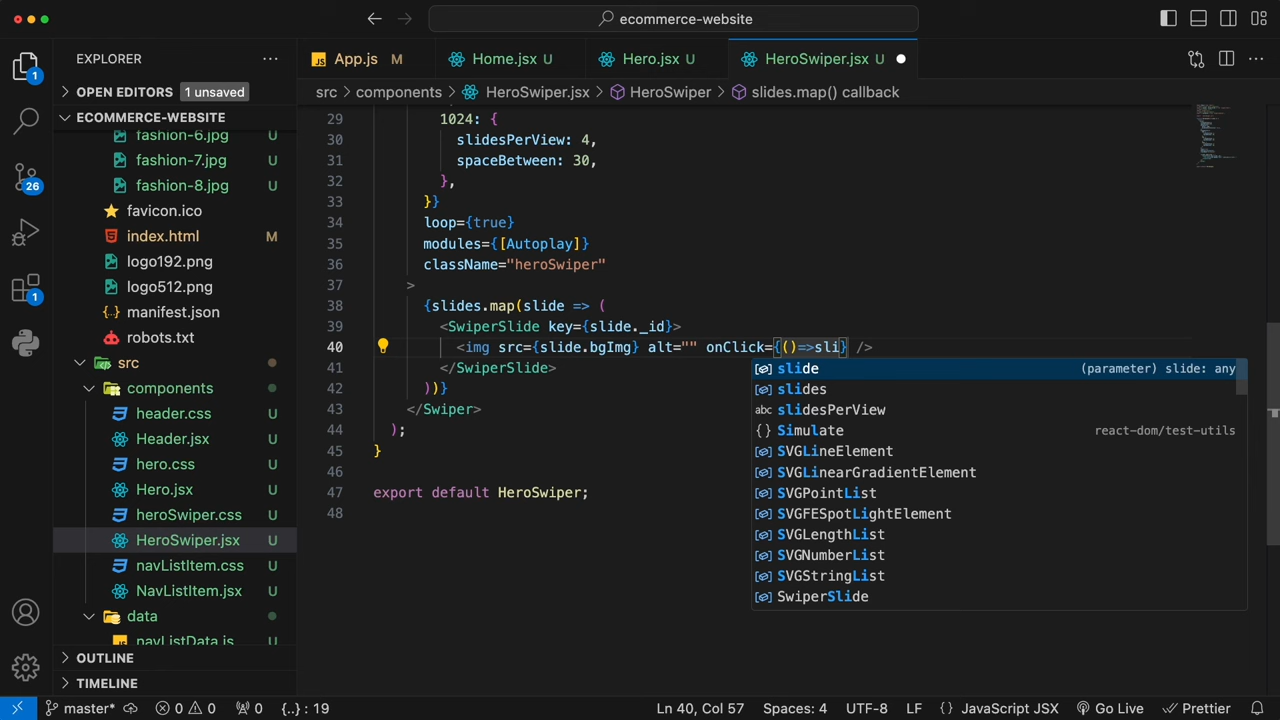 ecommerce-website
EXPLORER
App.js M
Home.jsx U
Hero.jsx U
HeroSwiper.jsx U
1
OPEN EDITORS 1 unsaved
src > components > HeroSwiper.jsx > HeroSwiper > slides.map() callback
ECOMMERCE-WEBSITE
fashion-6.jpg U
fashion-7.jpg U
fashion-8.jpg U
favicon.ico
index.html M
logo192.png
logo512.png
manifest.json
robots.txt
src
components
header.css U
Header.jsx U
hero.css U
Hero.jsx U
heroSwiper.css U
HeroSwiper.jsx U
navListItem.css U
NavListItem.jsx U
data
navListData.js U
OUTLINE
TIMELINE
26
1
29 1024: {
30 slidesPerView: 4,
31 spaceBetween: 30,
32 },
33 }}
34 loop={true}
35 modules={[Autoplay]}
36 className="heroSwiper"
37 >
38 {slides.map(slide => (
39 <SwiperSlide key={slide._id}>
40 <img src={slide.bgImg} alt="" onClick={()=>sli} />
41 </SwiperSlide>
42 ))}
43 </Swiper>
44 );
45 }
46
47 export default HeroSwiper;
48
slide (parameter) slide: any
slides
abc slidesPerView
{} Simulate react-dom/test-utils
SVGLineElement
SVGLinearGradientElement
SVGPointList
SVGFESpotLightElement
SVGLengthList
SVGNumberList
SVGStringList
SwiperSlide
master* 0 0 0 {..} : 19 Ln 40, Col 57 Spaces: 4 UTF-8 LF {} JavaScript JSX Go Live Prettier